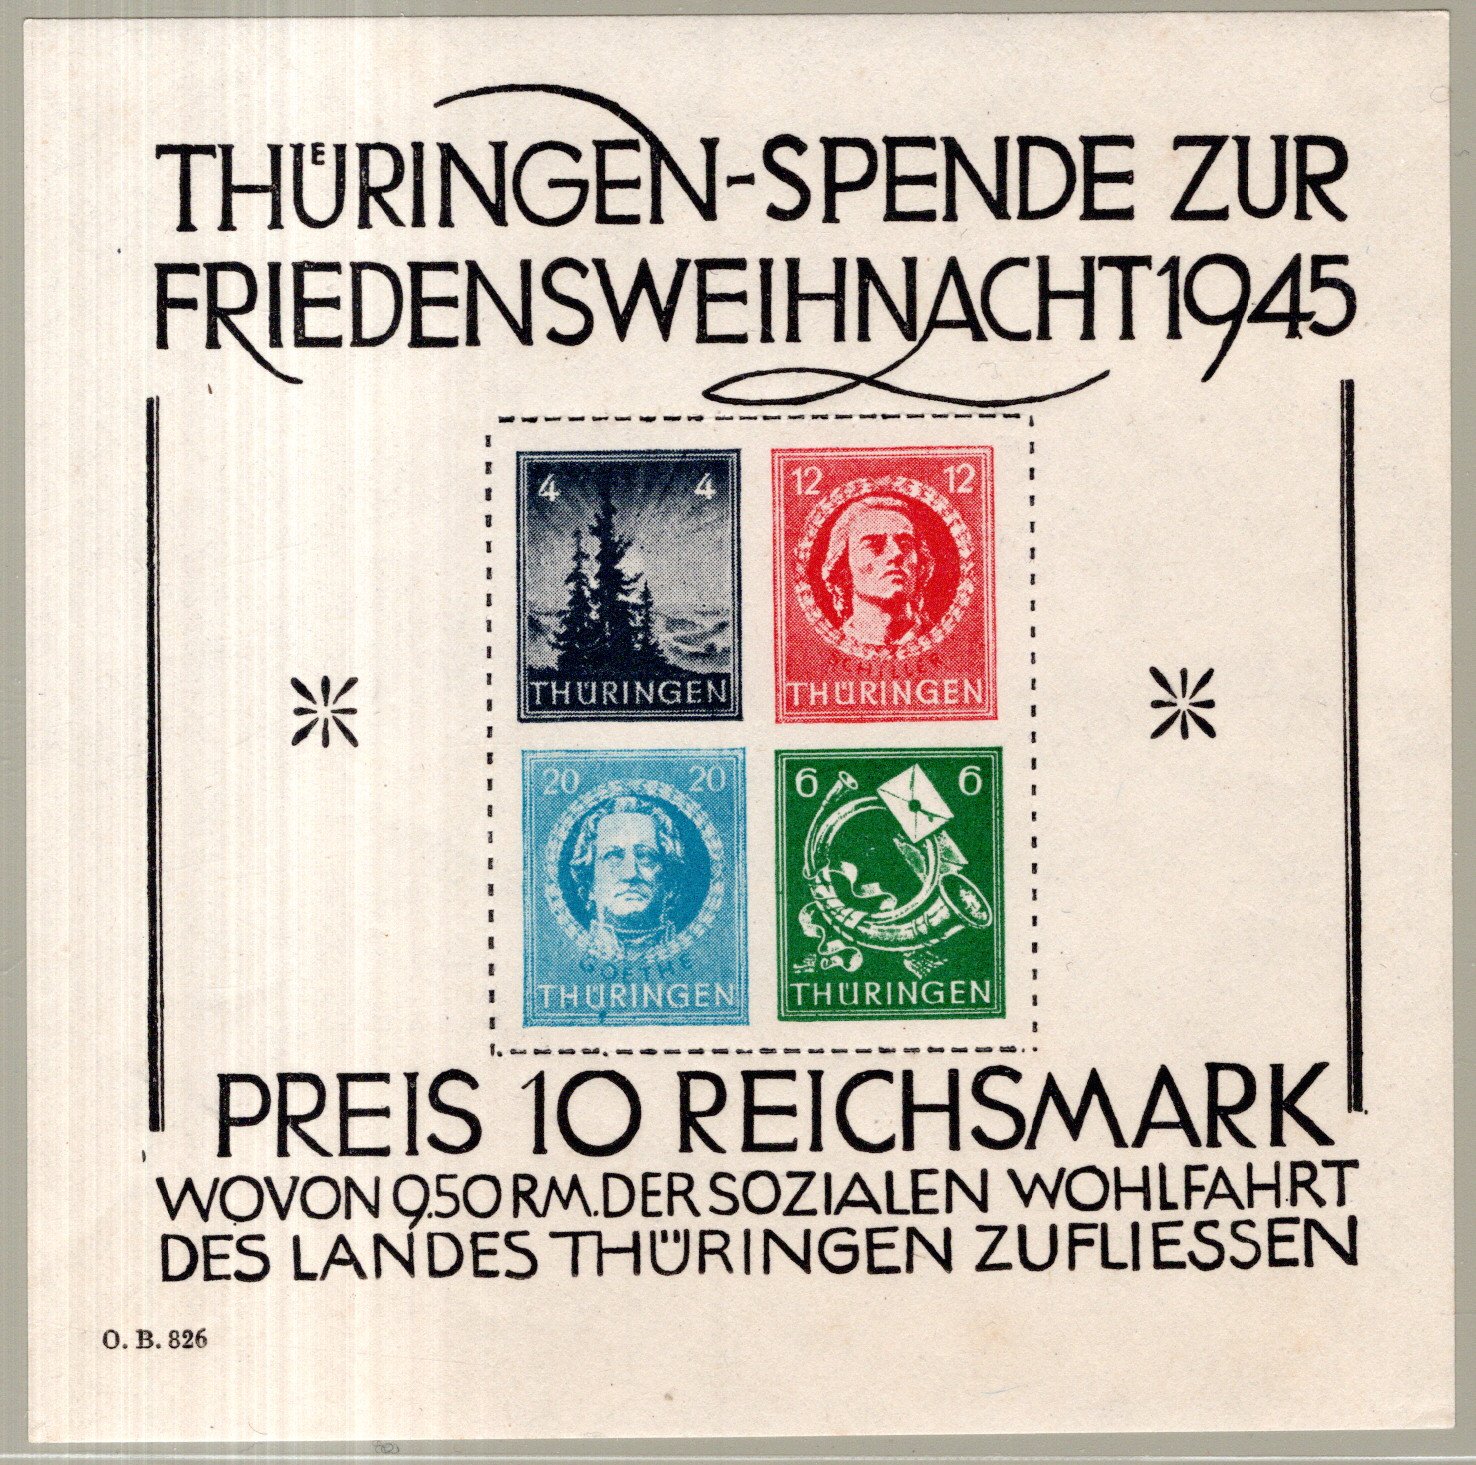 THÜRINGEN-SPENDE ZUR
FRIEDENSWEIHNACHT 1945
4 4
THÜRINGEN
12 12
SCHILLER
THÜRINGEN
20 20
GOETHE
THÜRINGEN
6 6
THÜRINGEN
PREIS 10 REICHSMARK
WOVON 9.50 RM. DER SOZIALEN WOHLFAHRT
DES LANDES THÜRINGEN ZUFLIESSEN
O. B. 826